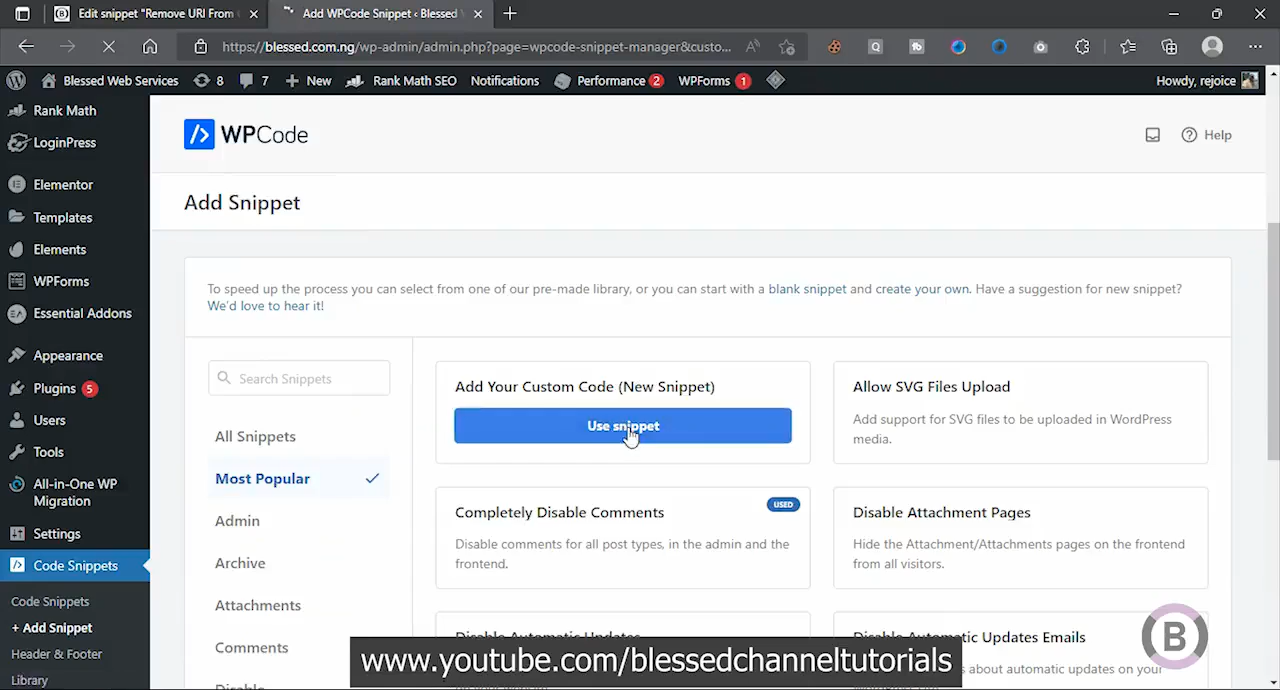 Edit snippet "Remove URI From
Add WPCode Snippet ‹ Blessed
https://blessed.com.ng/wp-admin/admin.php?page=wpcode-snippet-manager&custo...
Blessed Web Services
8
7
New
Rank Math SEO
Notifications
Performance 2
WPForms 1
Howdy, rejoice
Rank Math
LoginPress
Elementor
Templates
Elements
WPForms
Essential Addons
Appearance
Plugins 5
Users
Tools
All-in-One WP
Migration
Settings
Code Snippets
Code Snippets
+ Add Snippet
Header & Footer
Library
WPCode
Help
Add Snippet
To speed up the process you can select from one of our pre-made library, or you can start with a blank snippet and create your own. Have a suggestion for new snippet?
We'd love to hear it!
Search Snippets
All Snippets
Most Popular
Admin
Archive
Attachments
Comments
Add Your Custom Code (New Snippet)
Use snippet
Allow SVG Files Upload
Add support for SVG files to be uploaded in WordPress
media.
Completely Disable Comments
USED
Disable comments for all post types, in the admin and the
frontend.
Disable Attachment Pages
Hide the Attachment/Attachments pages on the frontend
from all visitors.
Disable Automatic Updates
Disable Automatic Updates Emails
about automatic updates on your
B
www.youtube.com/blessedchanneltutorials